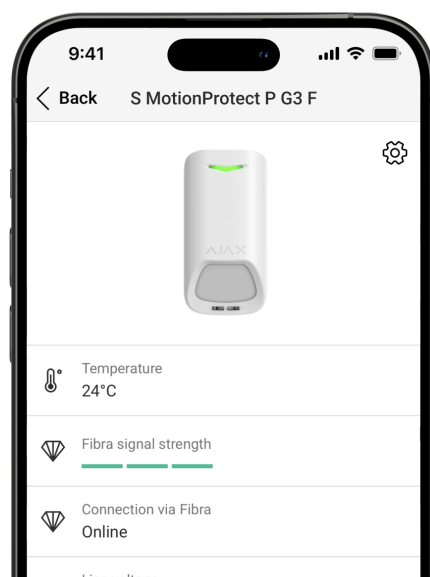 9:41
Back
S MotionProtect P G3 F
AJAX
Temperature
24°C
Fibra signal strength
Connection via Fibra
Online